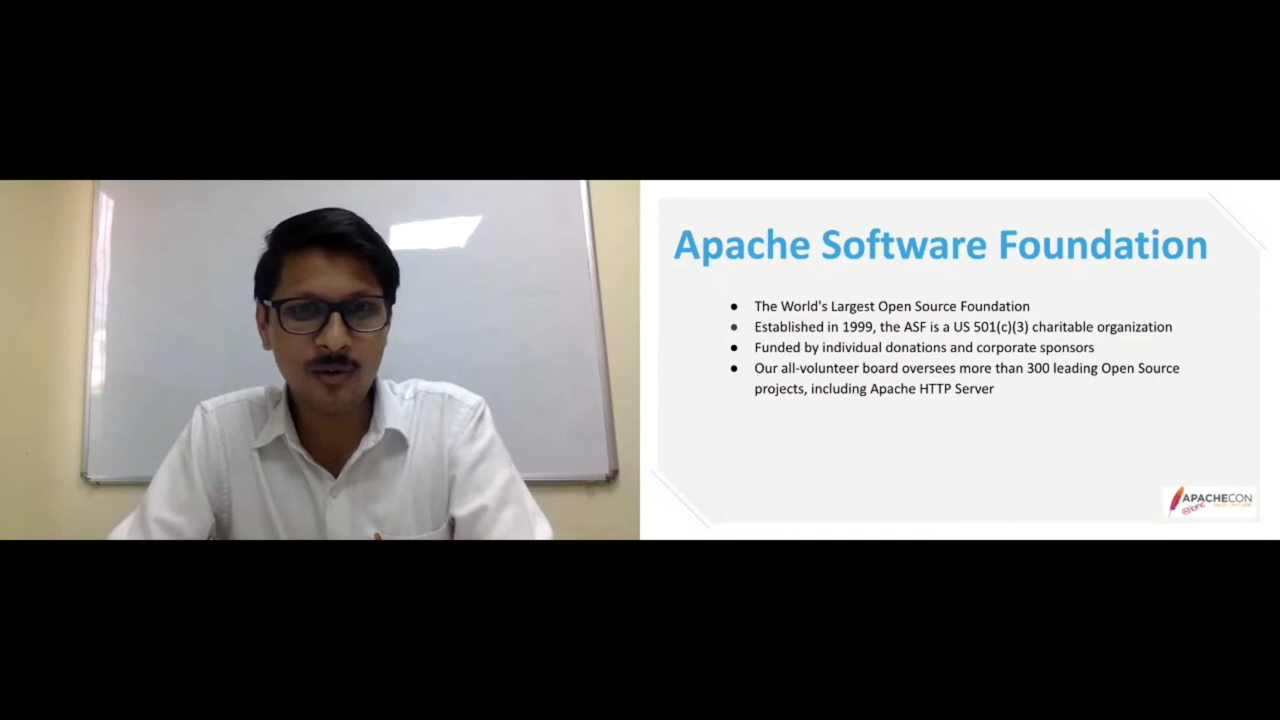 Apache Software Foundation
● The World's Largest Open Source Foundation
● Established in 1999, the ASF is a US 501(c)(3) charitable organization
● Funded by individual donations and corporate sponsors
● Our all-volunteer board oversees more than 300 leading Open Source
projects, including Apache HTTP Server
APACHECON
@Home